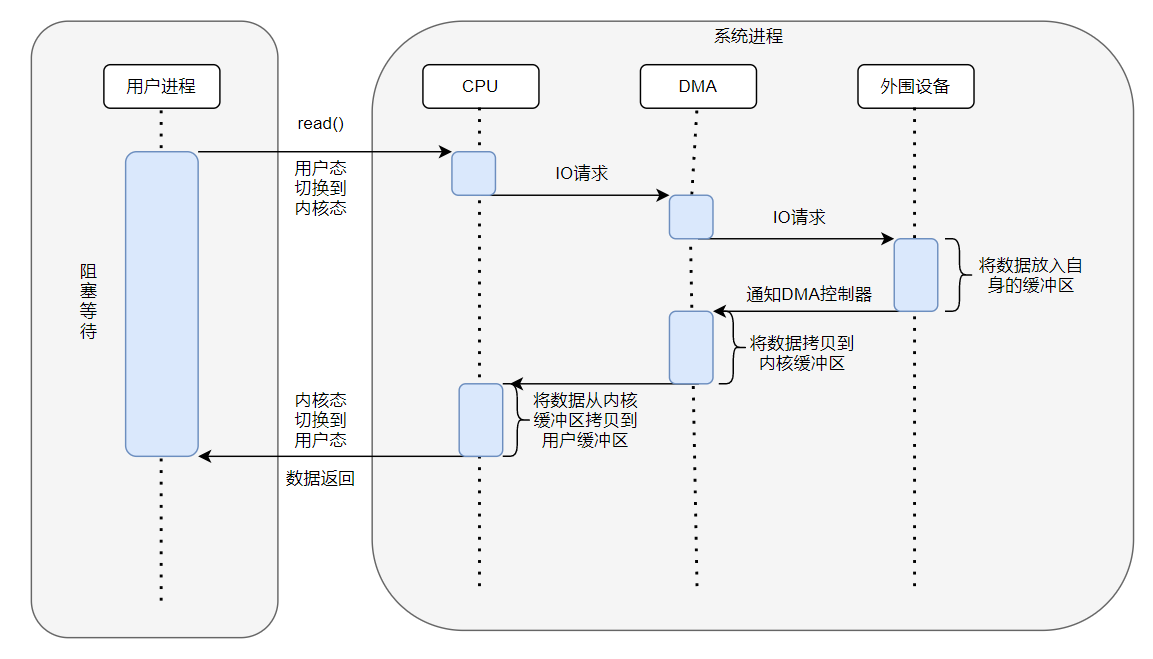 系统进程
用户进程
CPU
DMA
外围设备
read()
用户态
切换到
内核态
IO请求
IO请求
将数据放入自
身的缓冲区
阻
塞
等
待
通知DMA控制器
将数据拷贝到
内核缓冲区
内核态
切换到
用户态
将数据从内核
缓冲区拷贝到
用户缓冲区
数据返回